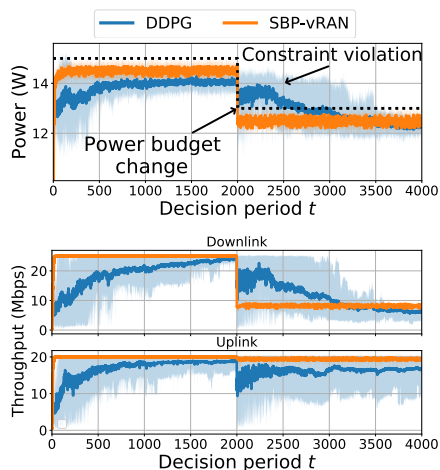 DDPG SBP-vRAN
Power (W)
14
12
Constraint violation
Power budget
change
0 500 1000 1500 2000 2500 3000 3500 4000
Decision period t
Throughput (Mbps)
Downlink
20
10
0
0 500 1000 1500 2000 2500 3000 3500 4000
Uplink
20
10
0
0 500 1000 1500 2000 2500 3000 3500 4000
Decision period t